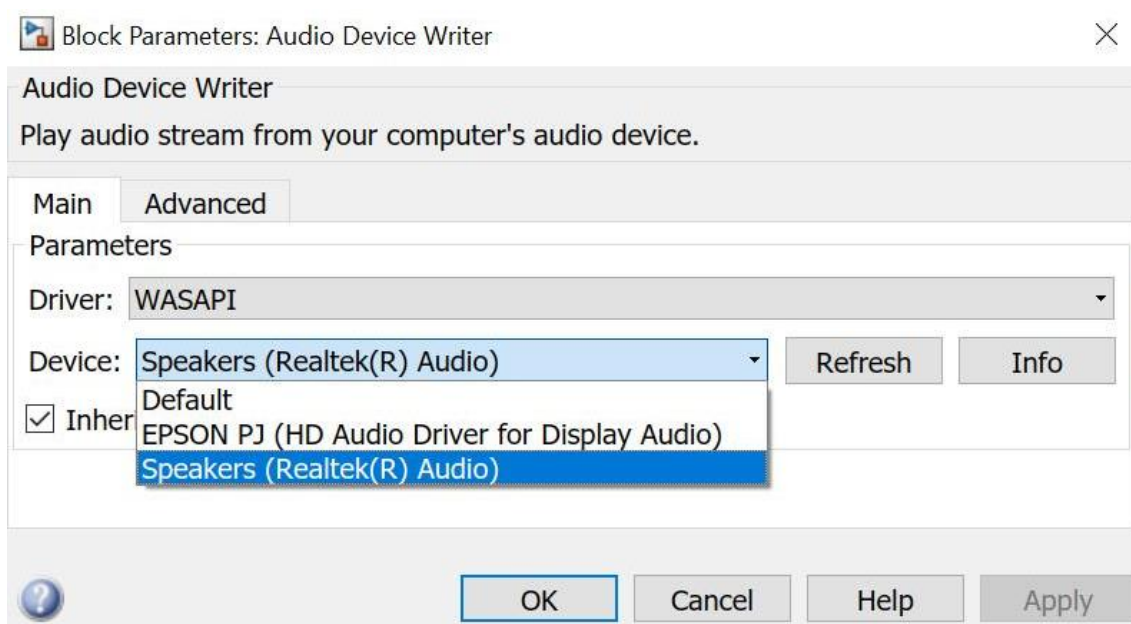 Block Parameters: Audio Device Writer
Audio Device Writer
Play audio stream from your computer's audio device.
Main Advanced
Parameters
Driver: WASAPI
Device: Speakers (Realtek(R) Audio) Refresh Info
Default
EPSON PJ (HD Audio Driver for Display Audio)
Speakers (Realtek(R) Audio)
OK Cancel Help Apply